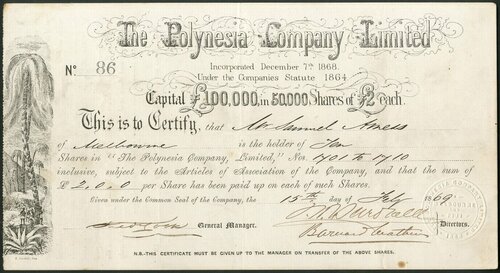 The Polynesia Company Limited
Incorporated December 7th 1868.
Under the Companies Statute 1864.
No 86
Capital £100,000, in 50,000 Shares of £2 each.
This is to Certify, that Mr Samuel Amess
of Melbourne is the holder of Ten
Shares in "The Polynesia Company, Limited," Nos. 1701 to 1710
inclusive, subject to the Articles of Association of the Company, and that the sum of
£ 2.0.0 per Share has been paid up on each of such Shares.
Given under the Common Seal of the Company, the 15th day of July 1869
General Manager.
Directors.
N.B.—THIS CERTIFICATE MUST BE GIVEN UP TO THE MANAGER ON TRANSFER OF THE ABOVE SHARES.